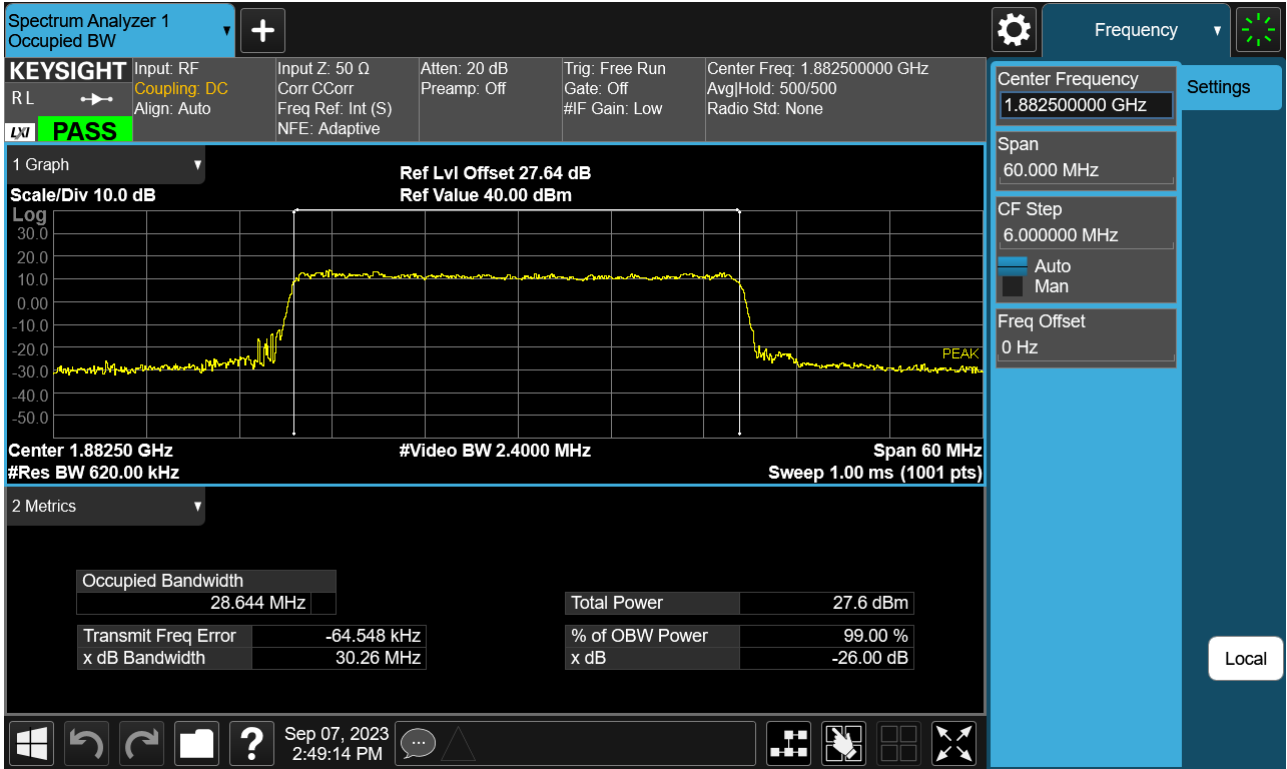 Spectrum Analyzer 1
Occupied BW
Frequency
KEYSIGHT
R L
LXI
PASS
Input: RF
Coupling: DC
Align: Auto
Input Z: 50 Ω
Corr CCorr
Freq Ref: Int (S)
NFE: Adaptive
Atten: 20 dB
Preamp: Off
Trig: Free Run
Gate: Off
#IF Gain: Low
Center Freq: 1.882500000 GHz
Avg|Hold: 500/500
Radio Std: None
Center Frequency
1.882500000 GHz
Settings
Span
60.000 MHz
CF Step
6.000000 MHz
Auto
Man
Freq Offset
0 Hz
Local
1 Graph
Ref Lvl Offset 27.64 dB
Scale/Div 10.0 dB
Ref Value 40.00 dBm
Log
30.0
20.0
10.0
0.00
-10.0
-20.0
-30.0
-40.0
-50.0
PEAK
Center 1.88250 GHz
#Video BW 2.4000 MHz
Span 60 MHz
#Res BW 620.00 kHz
Sweep 1.00 ms (1001 pts)
2 Metrics
Occupied Bandwidth
28.644 MHz
Total Power 27.6 dBm
Transmit Freq Error -64.548 kHz
% of OBW Power 99.00 %
x dB Bandwidth 30.26 MHz
x dB -26.00 dB
?
Sep 07, 2023
2:49:14 PM